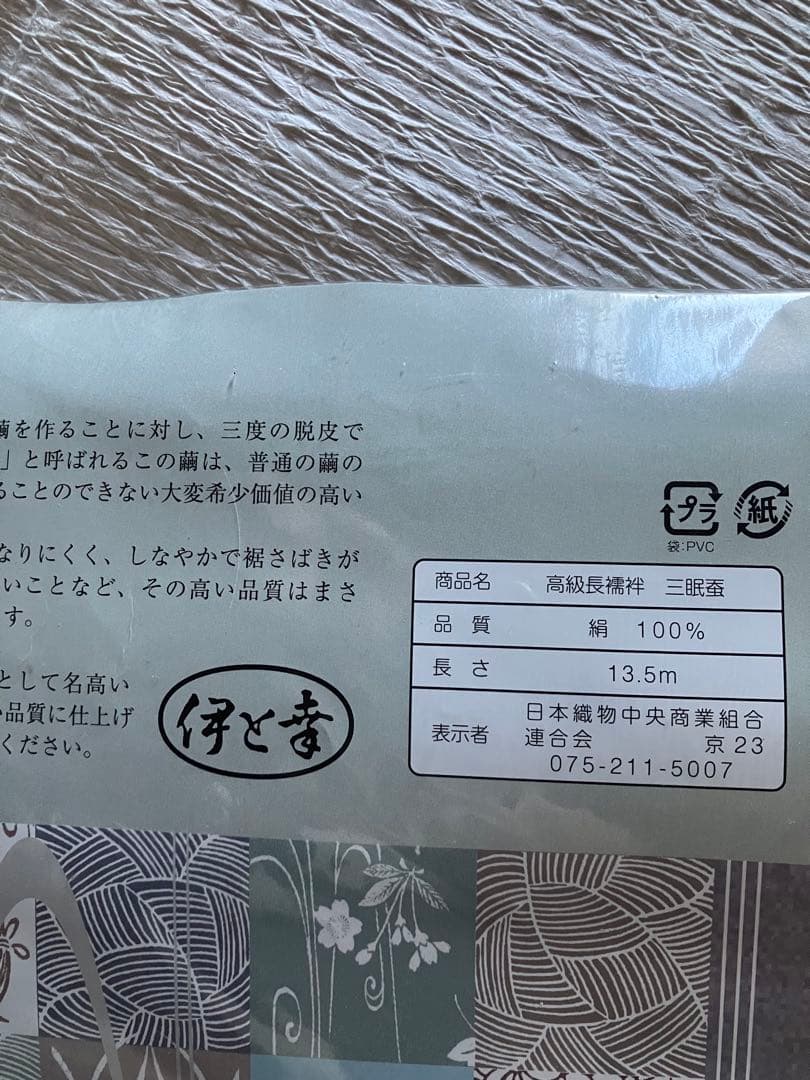 繭を作ることに対し、三度の脱皮で
」と呼ばれるこの繭は、普通の繭の
ることのできない大変希少価値の高い
なりにくく、しなやかで裾さばきが
いことなど、その高い品質はまさ
す。
として名高い
い品質に仕上げ
ください。
伊と幸
プラ
紙
袋:PVC
商品名 高級長襦袢 三眠蚕
品質 絹 100%
長さ 13.5m
表示者 日本織物中央商業組合
連合会 京23
075-211-5007